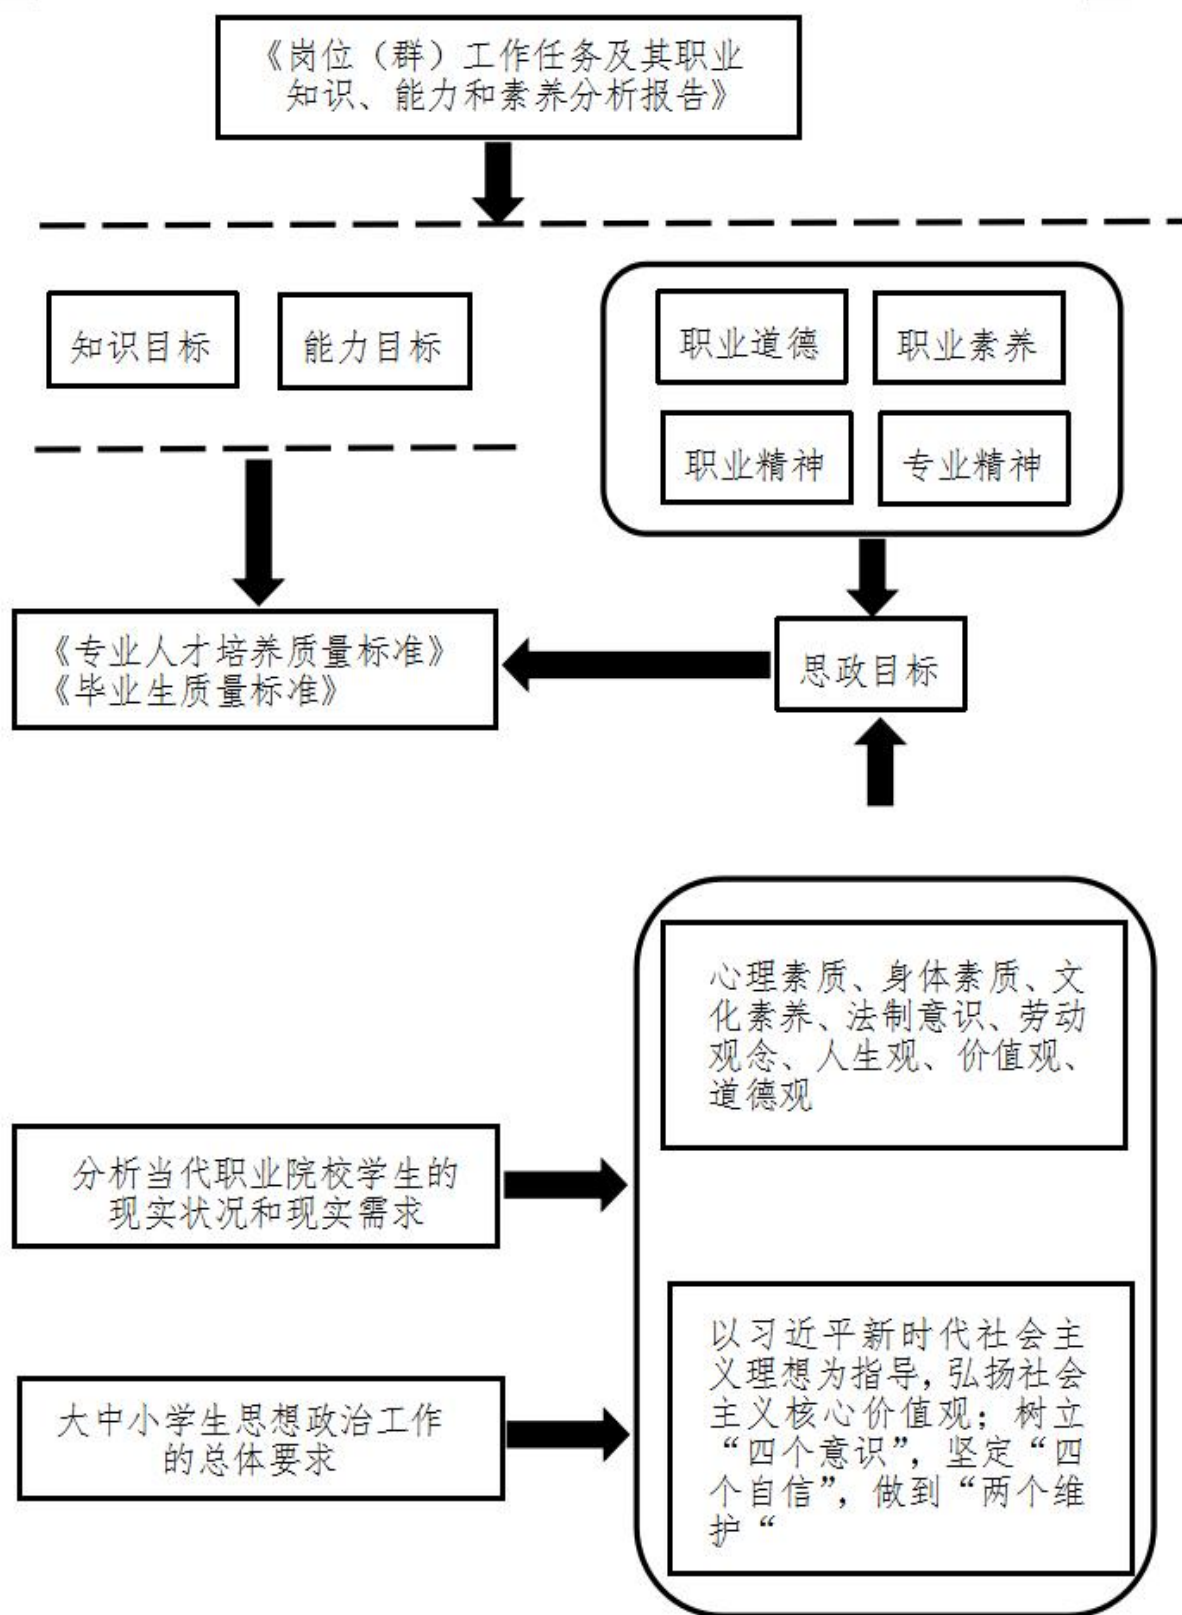 《岗位（群）工作任务及其职业
知识、能力和素养分析报告》
知识目标
能力目标
职业道德
职业素养
职业精神
专业精神
《专业人才培养质量标准》
《毕业生质量标准》
思政目标
心理素质、身体素质、文
化素养、法制意识、劳动
观念、人生观、价值观、
道德观
分析当代职业院校学生的
现实状况和现实需求
以习近平新时代社会主
义理想为指导，弘扬社会
主义核心价值观；树立
“四个意识”，坚定“四
个自信”，做到“两个维
护“
大中小学生思想政治工作
的总体要求